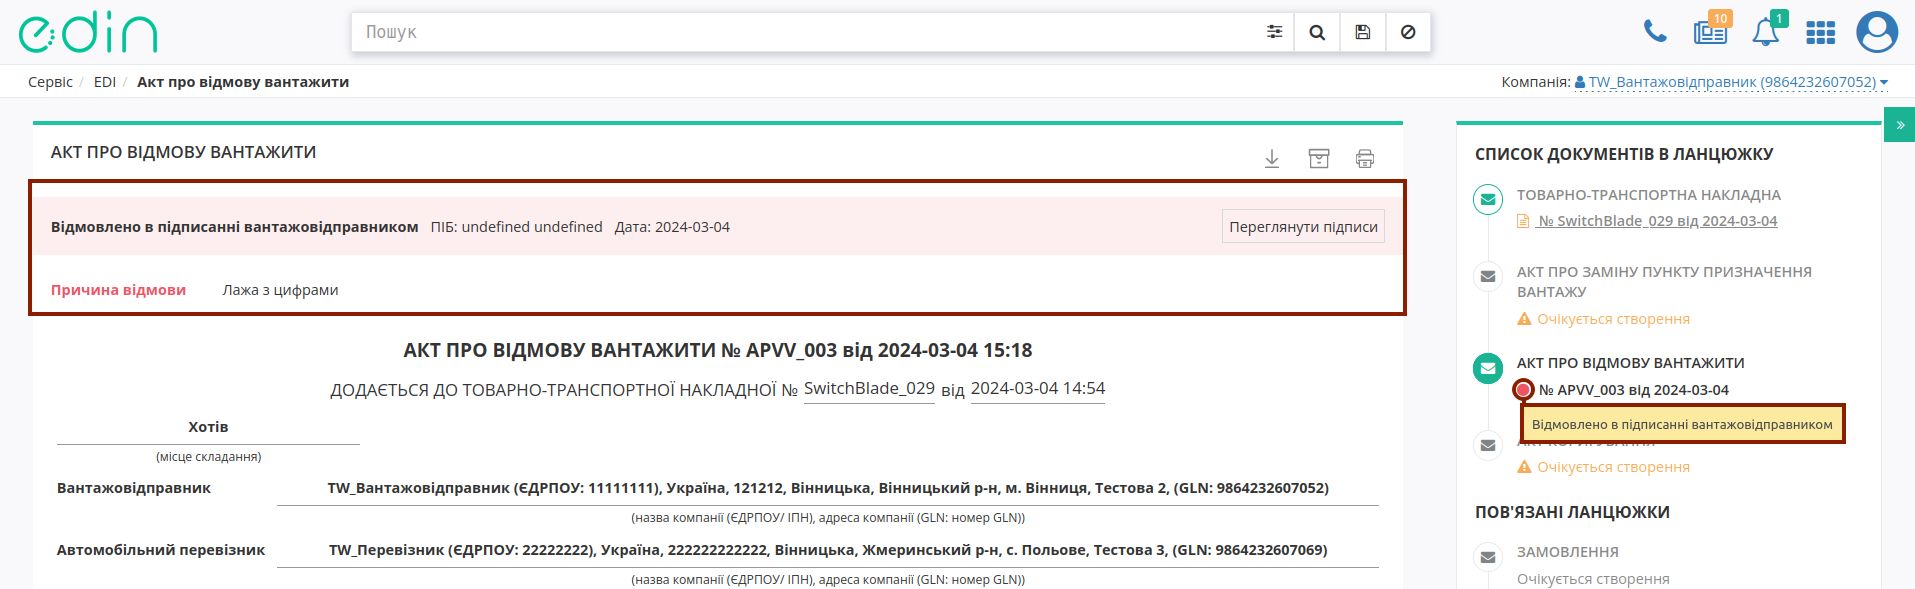 edin
Пошук
10
1
Сервіс / EDI / Акт про відмову вантажити
Компанія: TW_Вантажовідправник (9864232607052)
АКТ ПРО ВІДМОВУ ВАНТАЖИТИ
Відмовлено в підписанні вантажовідправником ПІБ: undefined undefined Дата: 2024-03-04
Переглянути підписи
Причина відмови Лажа з цифрами
АКТ ПРО ВІДМОВУ ВАНТАЖИТИ № APVV_003 від 2024-03-04 15:18
ДОДАЄТЬСЯ ДО ТОВАРНО-ТРАНСПОРТНОЇ НАКЛАДНОЇ № SwitchBlade_029 від 2024-03-04 14:54
Хотів
(місце складання)
Вантажовідправник TW_Вантажовідправник (ЄДРПОУ: 11111111), Україна, 121212, Вінницька, Вінницький р-н, м. Вінниця, Тестова 2, (GLN: 9864232607052)
(назва компанії (ЄДРПОУ/ ІПН), адреса компанії (GLN: номер GLN))
Автомобільний перевізник TW_Перевізник (ЄДРПОУ: 22222222), Україна, 222222222222, Вінницька, Жмеринський р-н, с. Польове, Тестова 3, (GLN: 9864232607069)
(назва компанії (ЄДРПОУ/ ІПН), адреса компанії (GLN: номер GLN))
»
СПИСОК ДОКУМЕНТІВ В ЛАНЦЮЖКУ
ТОВАРНО-ТРАНСПОРТНА НАКЛАДНА
№ SwitchBlade_029 від 2024-03-04
АКТ ПРО ЗАМІНУ ПУНКТУ ПРИЗНАЧЕННЯ
ВАНТАЖУ
Очікується створення
АКТ ПРО ВІДМОВУ ВАНТАЖИТИ
№ APVV_003 від 2024-03-04
Відмовлено в підписанні вантажовідправником
Очікується створення
ПОВ'ЯЗАНІ ЛАНЦЮЖКИ
ЗАМОВЛЕННЯ
Очікується створення